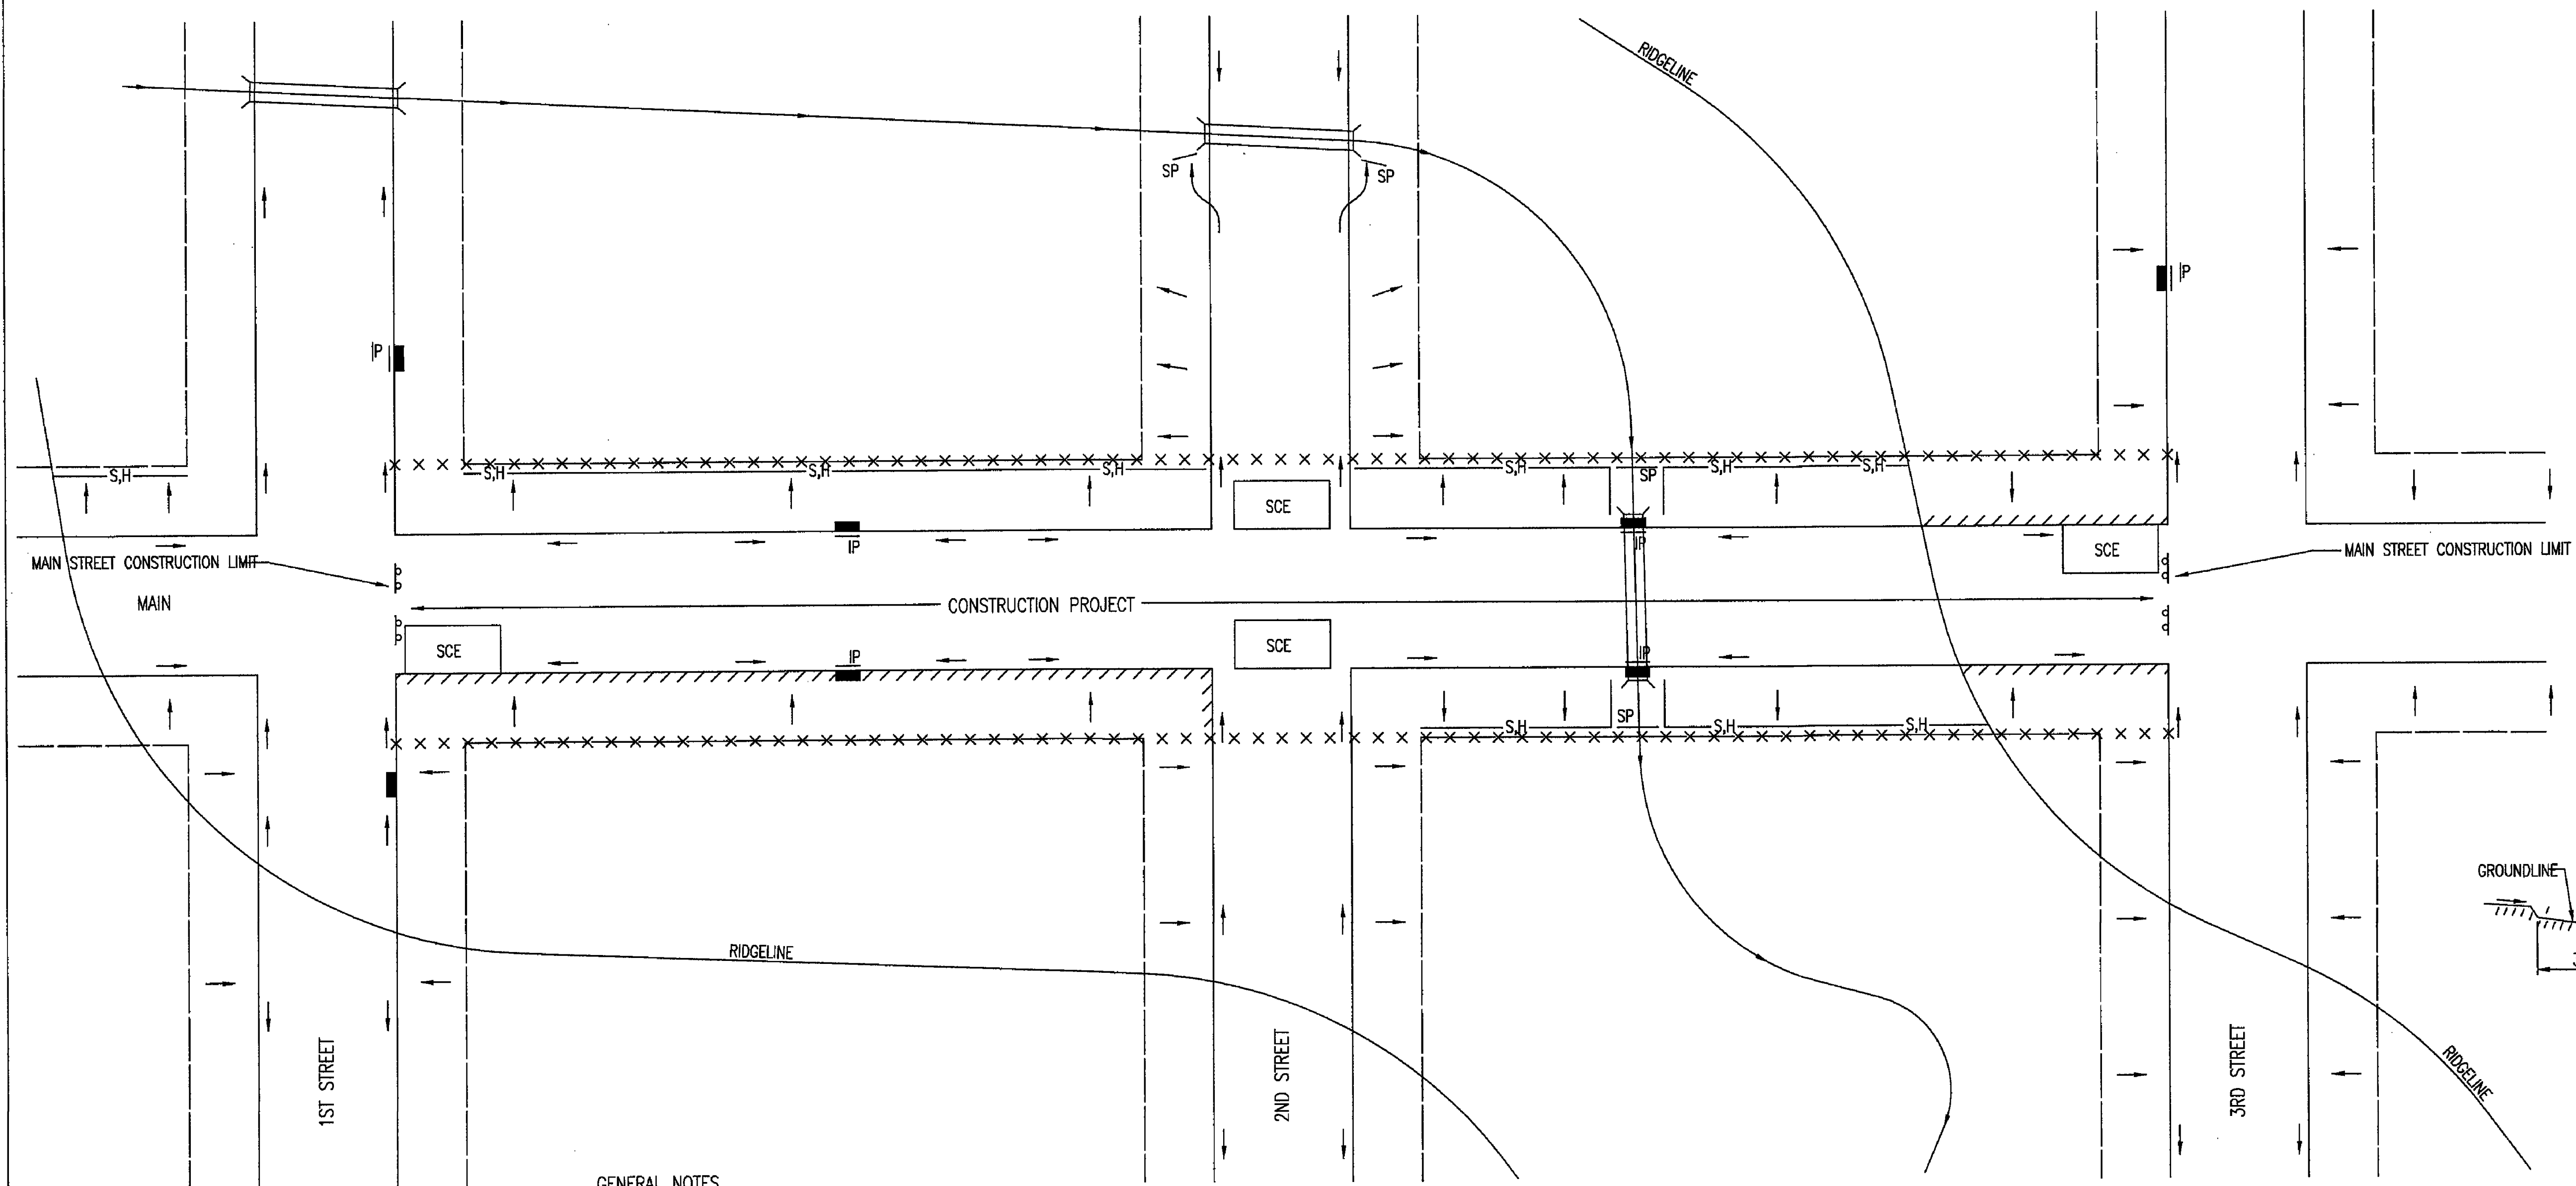 RIDGELINE
SP
SP
IP
IP
S,H
S,H
S,H
S,H
S,H
SP
S,H
S,H
SCE
IP
IP
SCE
MAIN STREET CONSTRUCTION LIMIT
MAIN STREET CONSTRUCTION LIMIT
MAIN
CONSTRUCTION PROJECT
SCE
SCE
IP
IP
SP
S,H
S,H
S,H
GROUNDLINE
RIDGELINE
1ST STREET
2ND STREET
3RD STREET
RIDGELINE
GENERAL NOTES